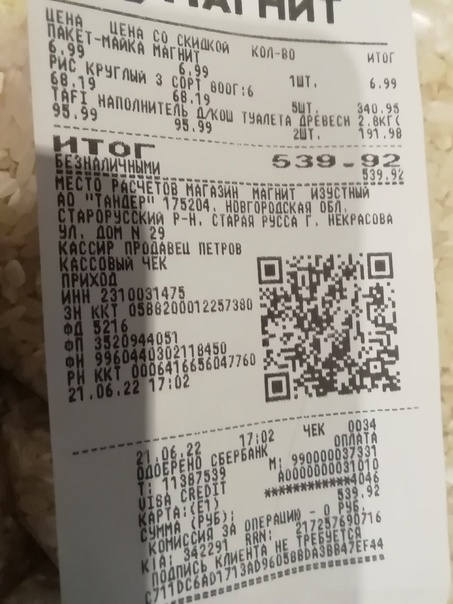 МАГНИТ
ЦЕНА ЦЕНА СО СКИДКОЙ КОЛ-ВО ИТОГ
ПАКЕТ-МАЙКА МАГНИТ
6.99 6.99 1ШТ. 6.99
РИС КРУГЛЫЙ 3 СОРТ 800Г:6
68.19 68.19 5ШТ. 340.95
TAFI НАПОЛНИТЕЛЬ Д/КОШ ТУАЛЕТА ДРЕВЕСН 2.8КГ(
95.99 95.99 2ШТ. 191.98
ИТОГ 539.92
БЕЗНАЛИЧНЫМИ 539.92
МЕСТО РАСЧЕТОВ МАГАЗИН МАГНИТ ИЗУСТНЫЙ
АО "ТАНДЕР" 175204, НОВГОРОДСКАЯ ОБЛ,
СТАРОРУССКИЙ Р-Н, СТАРАЯ РУССА Г, НЕКРАСОВА
УЛ, ДОМ N 29
КАССИР ПРОДАВЕЦ ПЕТРОВ
КАССОВЫЙ ЧЕК
ПРИХОД
ИНН 2310031475
ЗН ККТ 0588200012257380
ФД 5216
ФП 3520944051
ФН 9960440302118450
РН ККТ 0006416656047760
21.06.22 17:02
21.06.22 17:02 ЧЕК 0034
ОДОБРЕНО СБЕРБАНК ОПЛАТА
Т: 11387539 М: 990000037331
VISA CREDIT A0000000031010
КАРТА:(E1) ************4046
СУММА (РУБ): 539.92
КОМИССИЯ ЗА ОПЕРАЦИЮ - 0 РУБ.
К1А: 342291 RRN: 217257690716
ПОДПИСЬ КЛИЕНТА НЕ ТРЕБУЕТСЯ
C711DC6AD1713AD96058BDA3BB47EF44